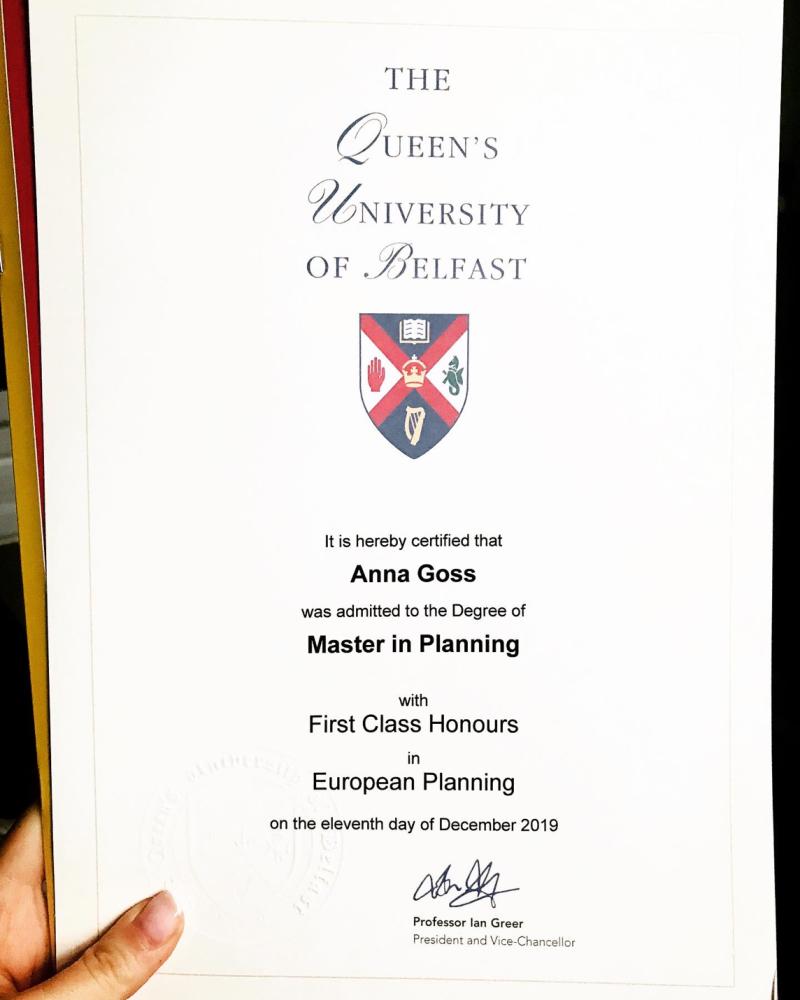 THE
QUEEN'S
UNIVERSITY
OF BELFAST
It is hereby certified that
Anna Goss
was admitted to the Degree of
Master in Planning
with
First Class Honours
in
European Planning
on the eleventh day of December 2019
Professor Ian Greer
President and Vice-Chancellor